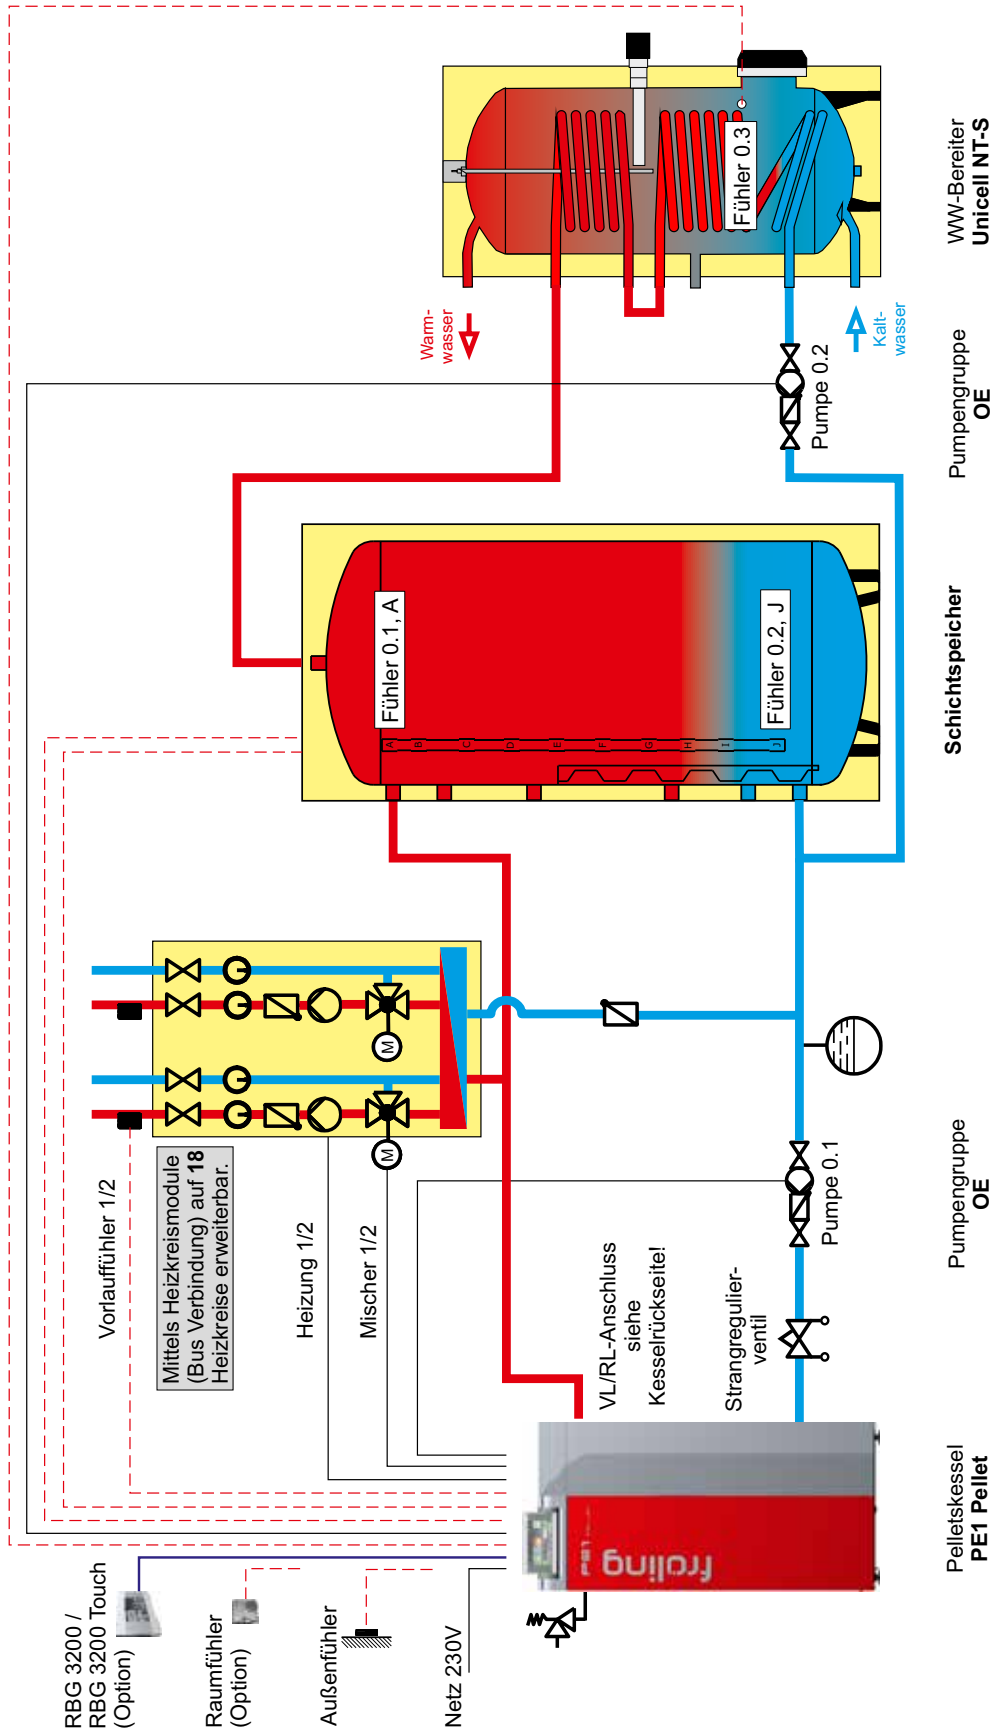 RBG 3200 /
RBG 3200 Touch
(Option)
Raumfühler
(Option)
Außenfühler
Netz 230V
Vorlauffühler 1/2
Mittels Heizkreismodule
(Bus Verbindung) auf 18
Heizkreise erweiterbar.
Heizung 1/2
Mischer 1/2
M
M
VL/RL-Anschluss
siehe
Kesselrückseite!
Strangregulier-
ventil
Pumpe 0.1
froling
Pelletskessel
PE1 Pellet
Pumpengruppe
OE
Fühler 0.1, A
Fühler 0.2, J
A
B
C
D
E
F
G
H
I
J
Schichtspeicher
Warm-
wasser
Kalt-
wasser
Pumpe 0.2
Pumpengruppe
OE
Fühler 0.3
WW-Bereiter
Unicell NT-S